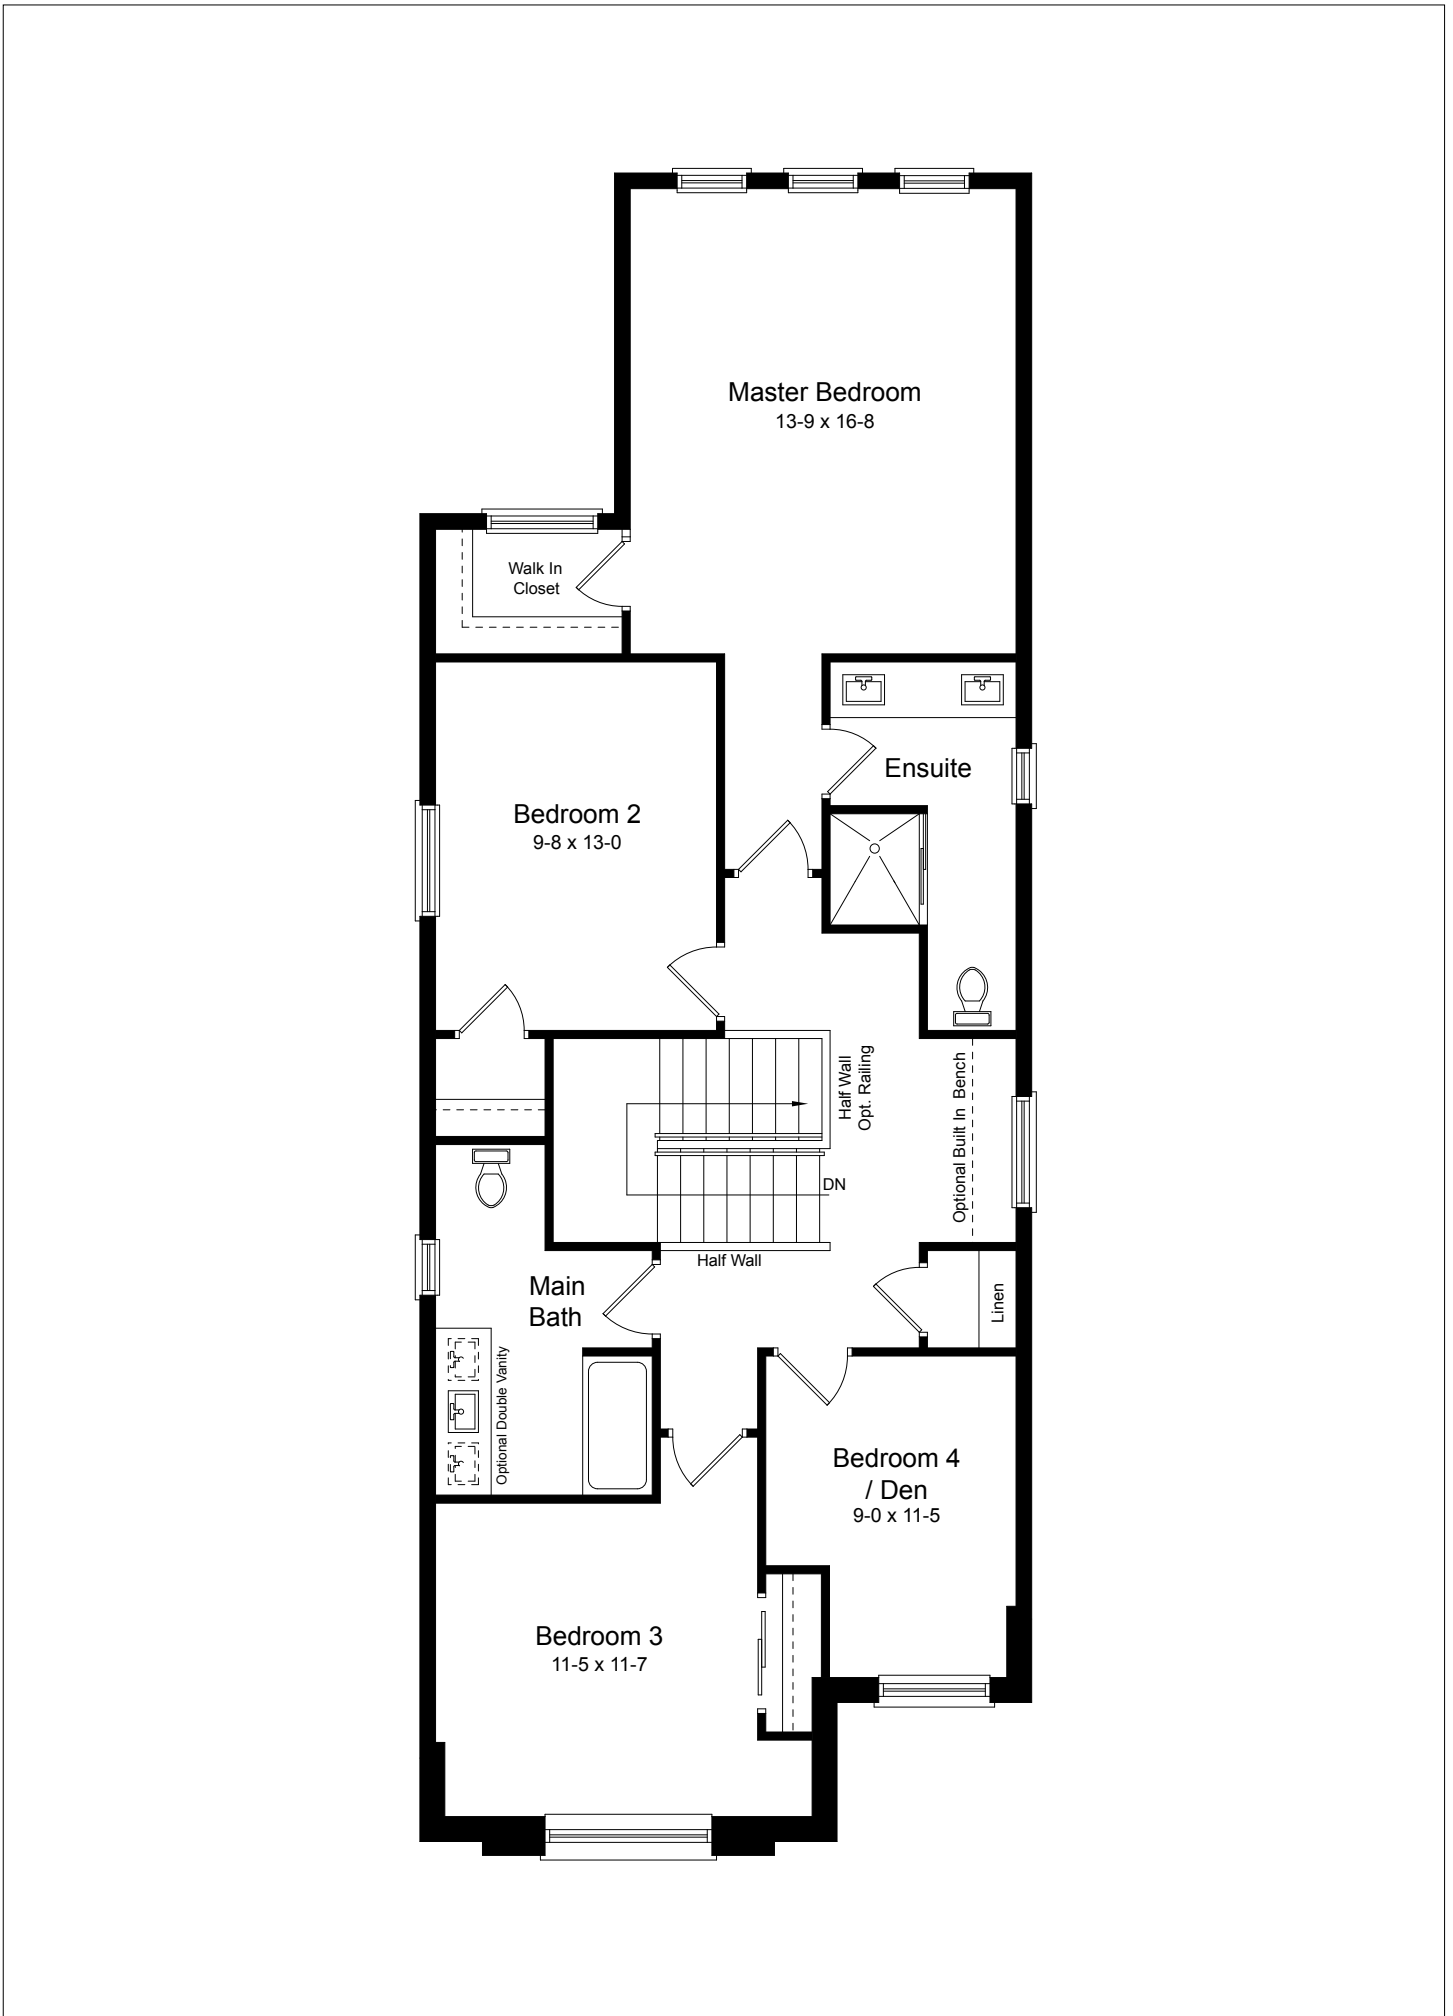 Master Bedroom
13-9 x 16-8
Walk In
Closet
Ensuite
Bedroom 2
9-8 x 13-0
Half Wall
Opt. Railing
Optional Built In Bench
DN
Half Wall
Main
Bath
Linen
Optional Double Vanity
Bedroom 4
/ Den
9-0 x 11-5
Bedroom 3
11-5 x 11-7